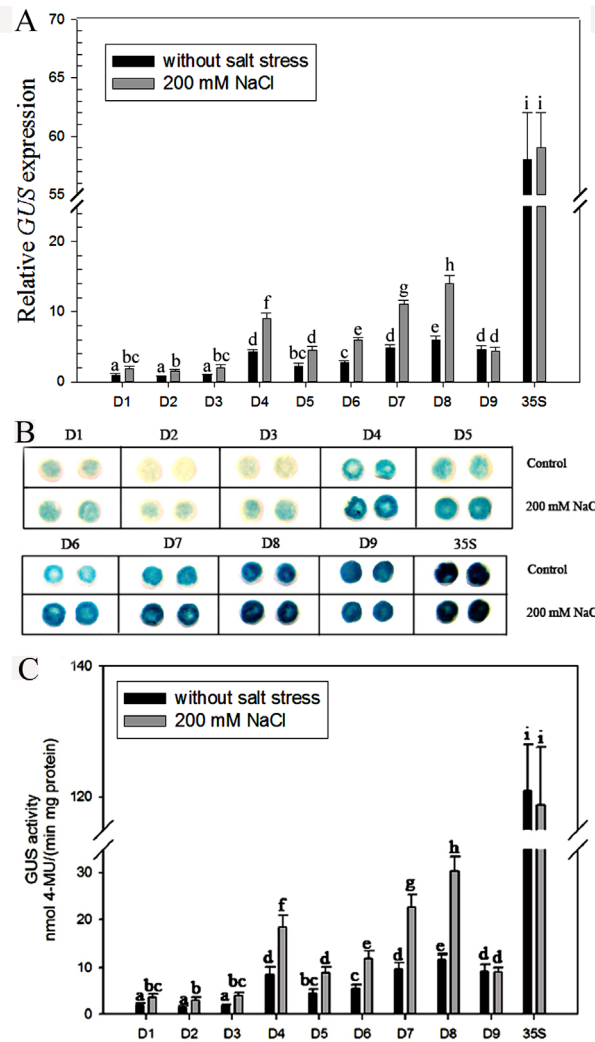 A
70
65
60
55
20
10
0
Relative GUS expression
without salt stress
200 mM NaCl
a bc a b a bc d f bc d c e d g e h d d i i
D1 D2 D3 D4 D5 D6 D7 D8 D9 35S
B
D1 D2 D3 D4 D5
Control
200 mM NaC
D6 D7 D8 D9 35S
Control
200 mM NaC
C
140
120
30
20
10
0
GUS activity
nmol 4-MU/(min mg protein)
without salt stress
200 mM NaCl
a bc a b a bc d f bc d c e d g e h d d i i
D1 D2 D3 D4 D5 D6 D7 D8 D9 35S